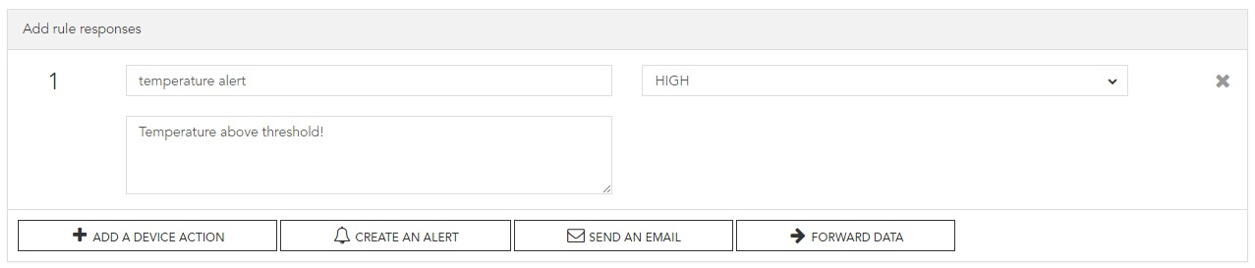 Add rule responses
1
temperature alert
HIGH
Temperature above threshold!
ADD A DEVICE ACTION
CREATE AN ALERT
SEND AN EMAIL
FORWARD DATA